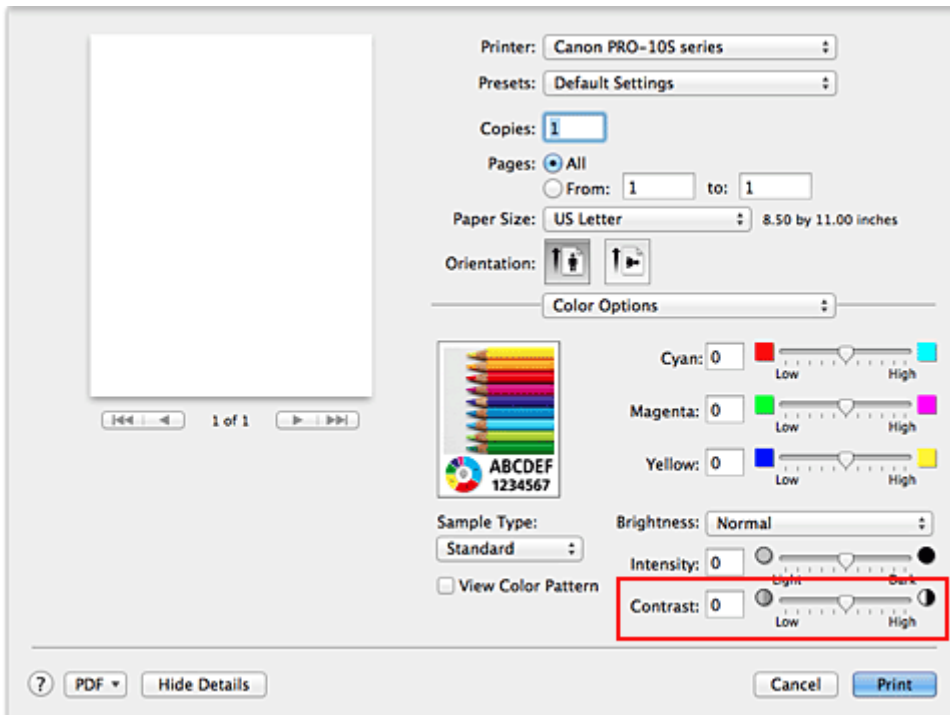 Printer: Canon PRO-10S series
Presets: Default Settings
Copies: 1
Pages: All
From: 1 to: 1
Paper Size: US Letter 8.50 by 11.00 inches
Orientation:
Color Options
1 of 1
ABCDEF
1234567
Cyan: 0
Low High
Magenta: 0
Low High
Yellow: 0
Low High
Sample Type:
Standard
View Color Pattern
Brightness: Normal
Intensity: 0
Light Dark
Contrast: 0
Low High
? PDF Hide Details Cancel Print